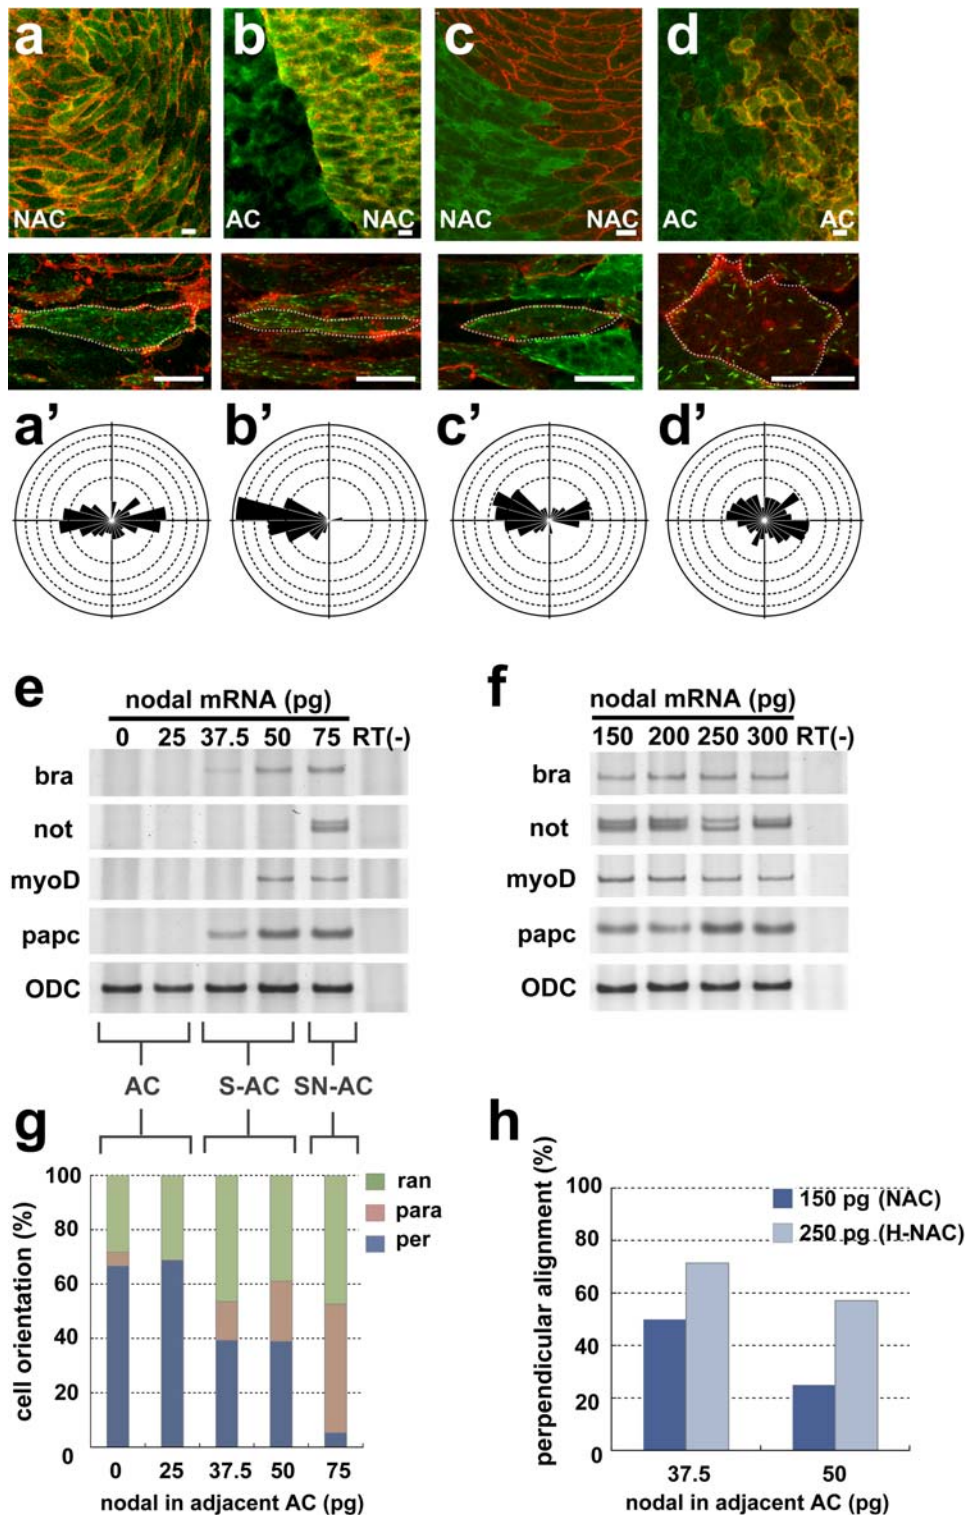 a b c d
NAC AC NAC NAC AC AC
a' b' c' d'
e
nodal mRNA (pg)
0 25 37.5 50 75 RT(-)
bra
not
myoD
papc
ODC
AC S-AC SN-AC
f
nodal mRNA (pg)
150 200 250 300 RT(-)
bra
not
myoD
papc
ODC
g
cell orientation (%)
100
80
60
40
20
0
0 25 37.5 50 75
nodal in adjacent AC (pg)
ran
para
per
h
perpendicular alignment (%)
100
80
60
40
20
0
37.5 50
nodal in adjacent AC (pg)
150 pg (NAC)
250 pg (H-NAC)